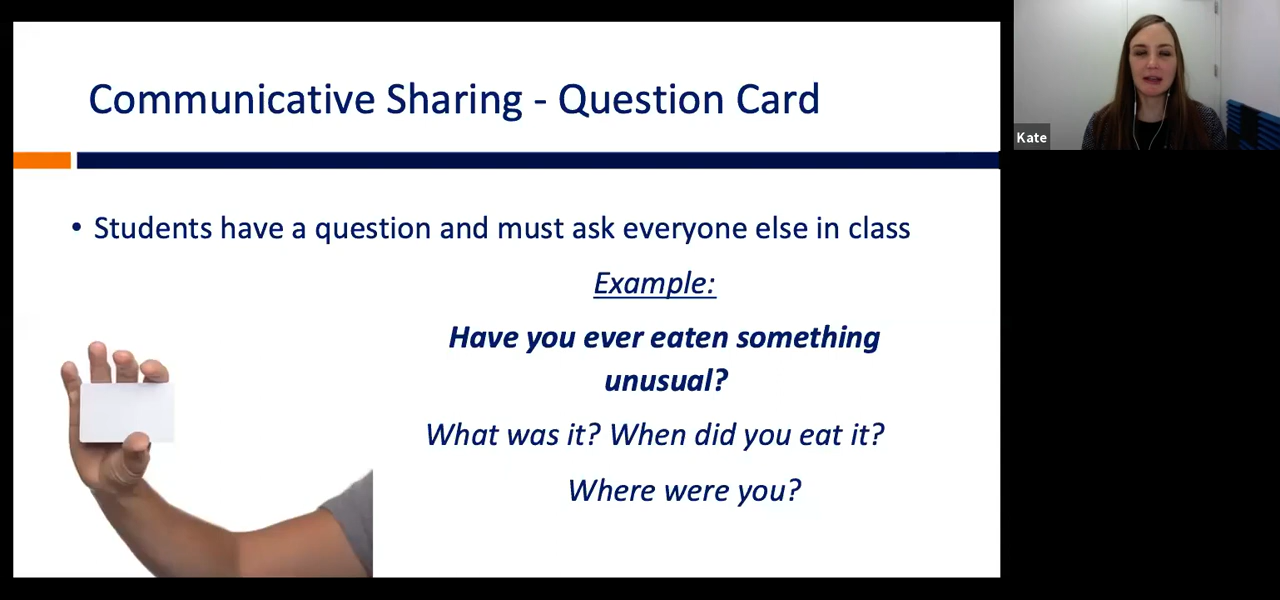 Communicative Sharing - Question Card
• Students have a question and must ask everyone else in class
Example:
Have you ever eaten something
unusual?
What was it? When did you eat it?
Where were you?
Kate